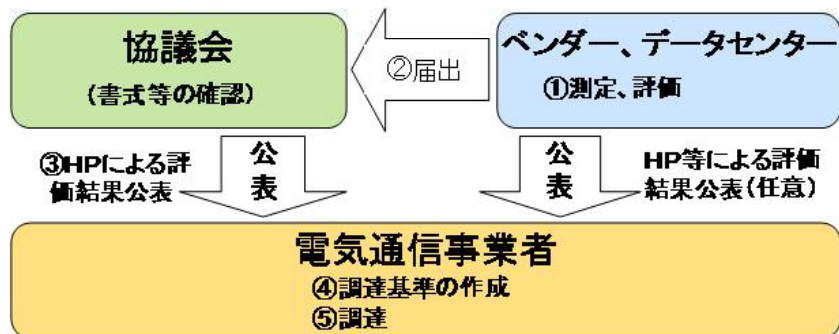 協議会
(書式等の確認)
②届出
ベンダー、データセンター
①測定、評価
③HPによる評
価結果公表
公
表
公
表
HP等による評価
結果公表(任意)
電気通信事業者
④調達基準の作成
⑤調達